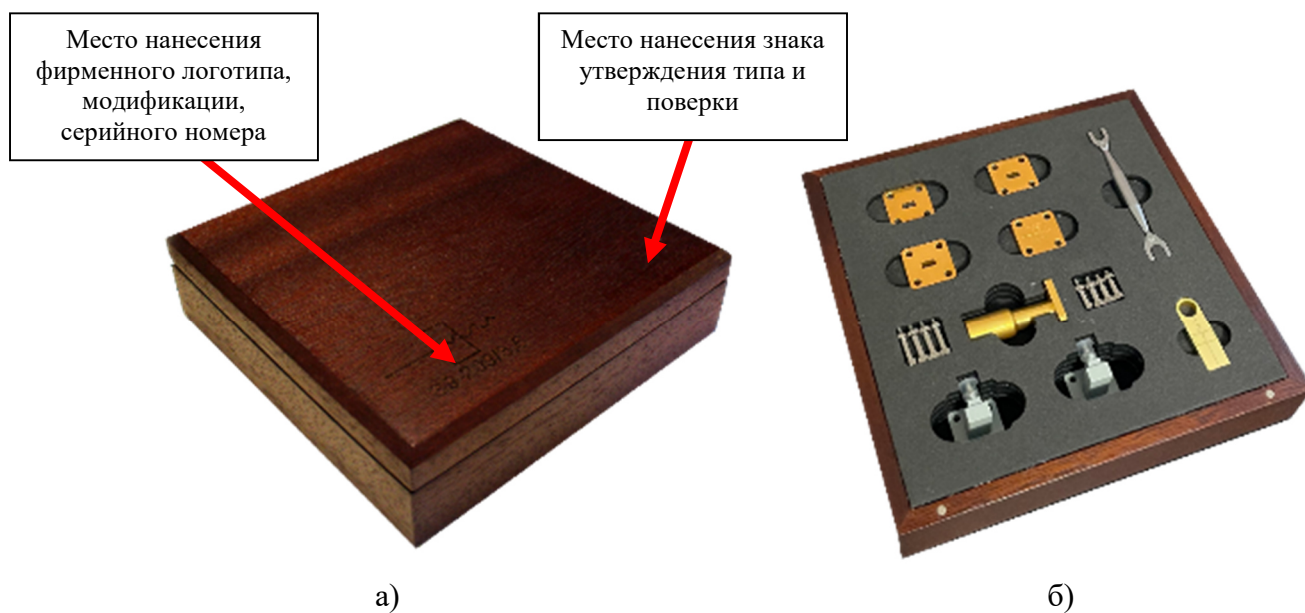 Место нанесения
фирменного логотипа,
модификации,
серийного номера
Место нанесения знака
утверждения типа и
поверки
а)
б)